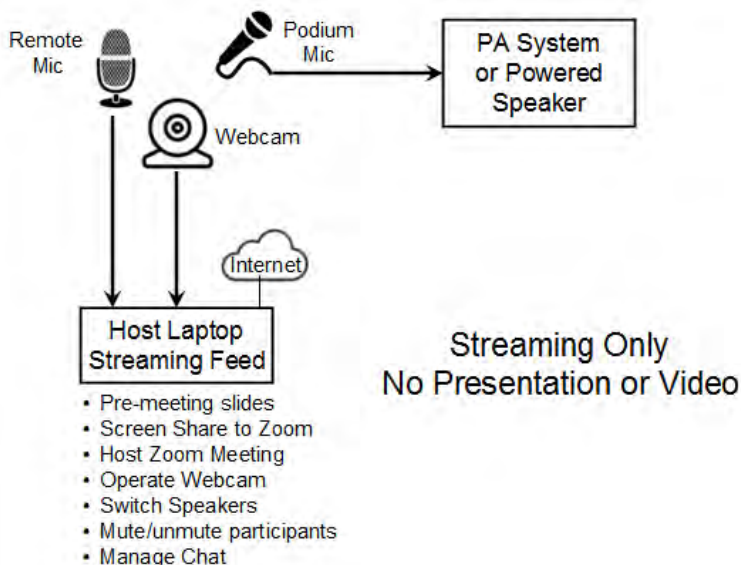 Remote
Mic
Podium
Mic
PA System
or Powered
Speaker
Webcam
Internet
Host Laptop
Streaming Feed
Streaming Only
No Presentation or Video
• Pre-meeting slides
• Screen Share to Zoom
• Host Zoom Meeting
• Operate Webcam
• Switch Speakers
• Mute/unmute participants
• Manage Chat